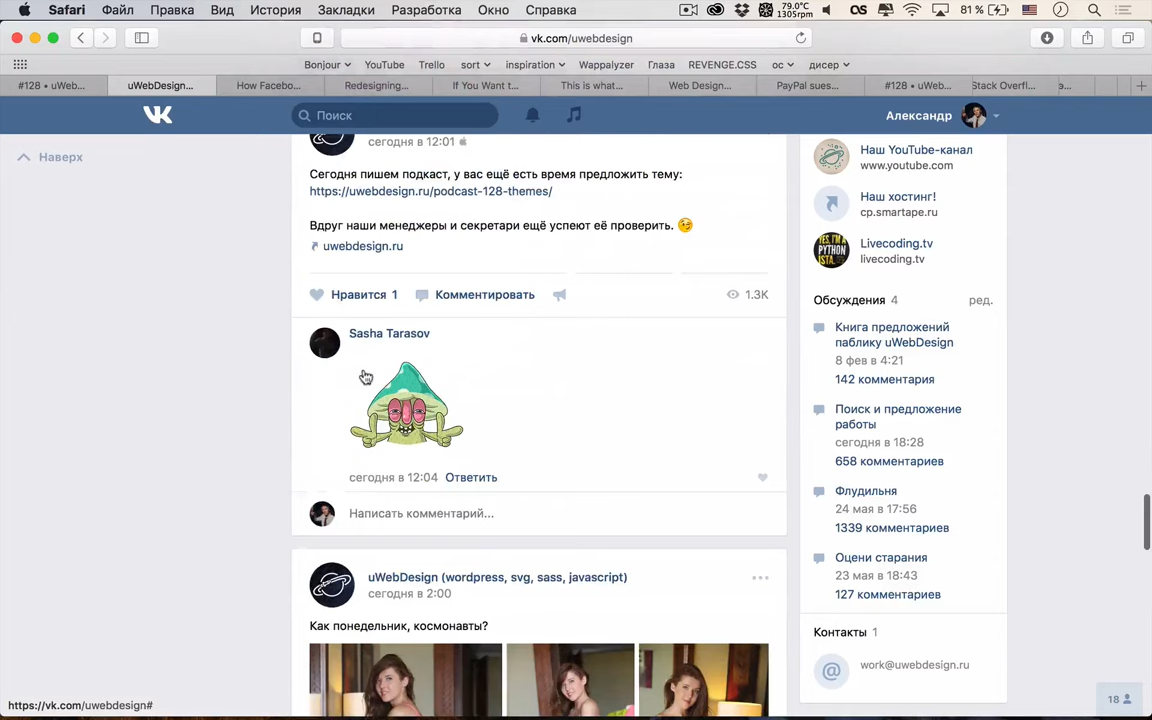 Safari Файл Правка Вид История Закладки Разработка Окно Справка 79.0°C 1305rpm 81 %
vk.com/uwebdesign
Bonjour YouTube Trello sort inspiration Wappalyzer Глаза REVENGE.CSS ос дисер
#128 • uWeb... uWebDesign... How Facebo... Redesigning... If You Want t... This is what... Web Design... PayPal sues... #128 • uWeb... Stack Overfl...
Поиск
Александр
Наверх
сегодня в 12:01
Сегодня пишем подкаст, у вас ещё есть время предложить тему:
https://uwebdesign.ru/podcast-128-themes/
Вдруг наши менеджеры и секретари ещё успеют её проверить.
uwebdesign.ru
Нравится 1 Комментировать 1.3K
Sasha Tarasov
сегодня в 12:04 Ответить
Написать комментарий...
uWebDesign (wordpress, svg, sass, javascript)
сегодня в 2:00
Как понедельник, космонавты?
Наш YouTube-канал
www.youtube.com
Наш хостинг!
cp.smartape.ru
YES, I'M A PYTHON ISTA.
Livecoding.tv
livecoding.tv
Обсуждения 4 ред.
Книга предложений
паблику uWebDesign
8 фев в 4:21
142 комментария
Поиск и предложение
работы
сегодня в 18:28
658 комментариев
Флудильня
24 мая в 17:56
1339 комментариев
Оцени старания
23 мая в 18:43
127 комментариев
Контакты 1
work@uwebdesign.ru
18
https://vk.com/uwebdesign#